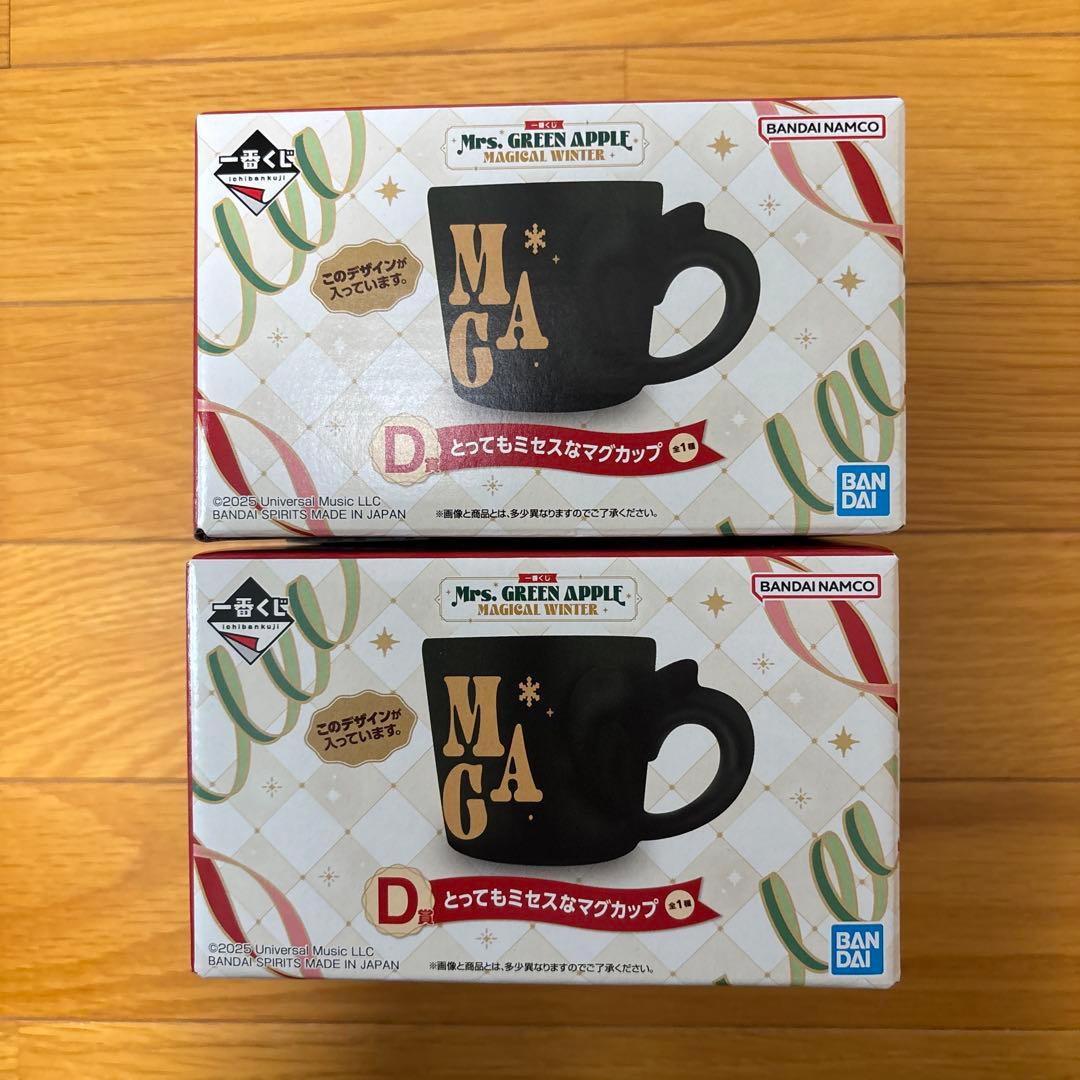 一番くじ
ichibankuji
一番くじ
Mrs. GREEN APPLE
MAGICAL WINTER
BANDAI NAMCO
このデザインが
入っています。
M
A
G
D賞 とってもミセスなマグカップ 全1種
©2025 Universal Music LLC
BANDAI SPIRITS MADE IN JAPAN
※画像と商品とは、多少異なりますのでご了承ください。
BAN
DAI
一番くじ
ichibankuji
一番くじ
Mrs. GREEN APPLE
MAGICAL WINTER
BANDAI NAMCO
このデザインが
入っています。
M
A
G
D賞 とってもミセスなマグカップ 全1種
©2025 Universal Music LLC
BANDAI SPIRITS MADE IN JAPAN
※画像と商品とは、多少異なりますのでご了承ください。
BAN
DAI